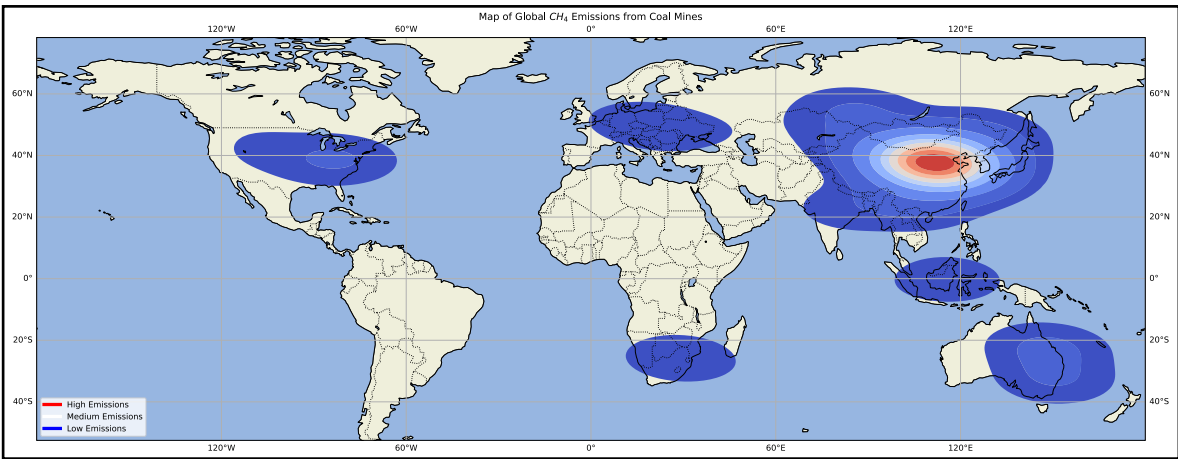 Map of Global CH₄ Emissions from Coal Mines
120°W 60°W 0° 60°E 120°E
60°N 60°N
40°N 40°N
20°N 20°N
0° 0°
20°S 20°S
40°S 40°S
High Emissions
Medium Emissions
Low Emissions
120°W 60°W 0° 60°E 120°E